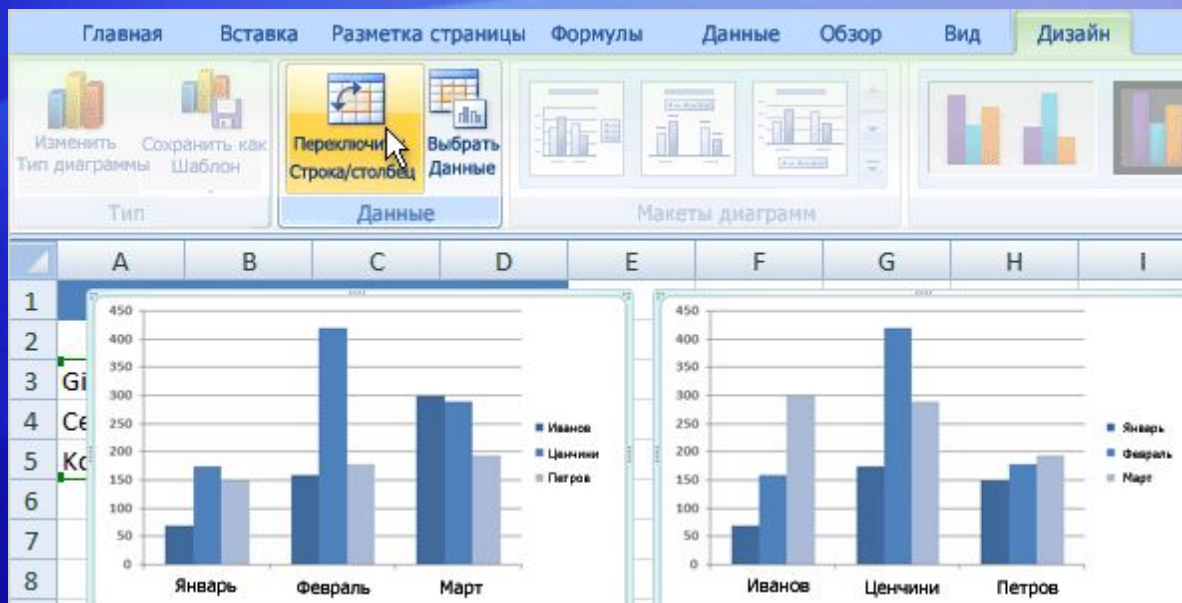 Главная Вставка Разметка страницы Формулы Данные Обзор Вид Дизайн
Изменить Тип диаграммы
Сохранить как Шаблон
Строка/столбец
Выбрать Данные
Тип Данные Макеты диаграмм
A B C D E F G H I
1
2
3 Gi
4 Се
5 Ко
6
7
8
450
400
350
300
250
200
150
100
50
0
Январь Февраль Март
Иванов
Ценчини
Петров
450
400
350
300
250
200
150
100
50
0
Иванов Ценчини Петров
Январь
Февраль
Март